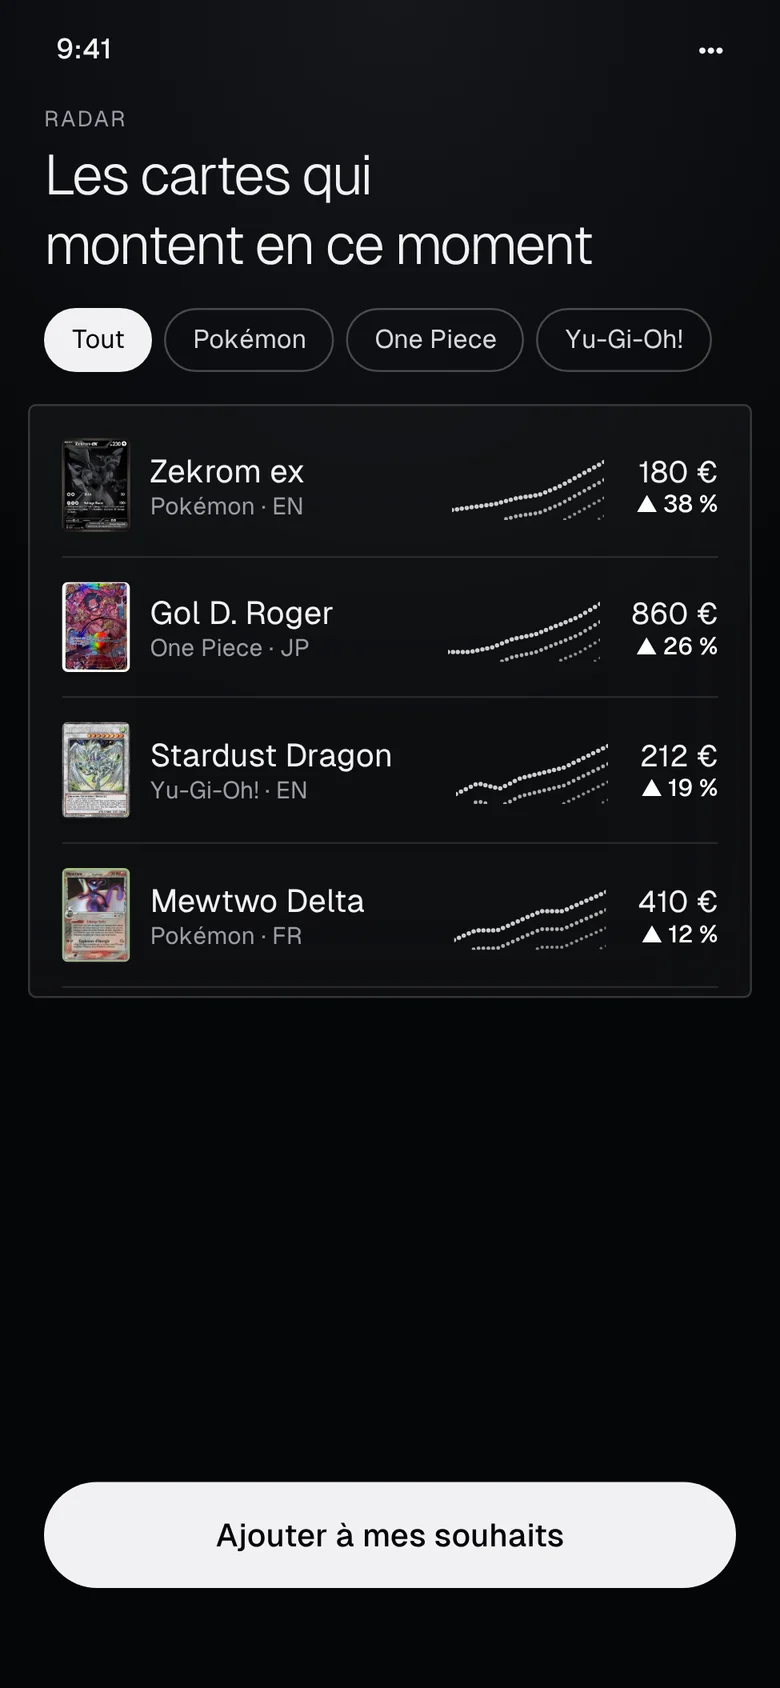 9:41
RADAR
Les cartes qui
montent en ce moment
Tout
Pokémon
One Piece
Yu-Gi-Oh!
Zekrom ex
Pokémon · EN
180 €
▲ 38 %
Gol D. Roger
One Piece · JP
860 €
▲ 26 %
Stardust Dragon
Yu-Gi-Oh! · EN
212 €
▲ 19 %
Mewtwo Delta
Pokémon · FR
410 €
▲ 12 %
Ajouter à mes souhaits